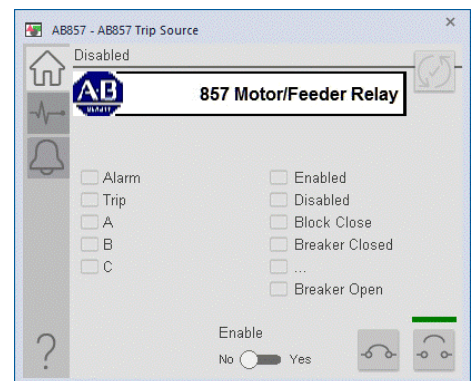 AB857 - AB857 Trip Source
Disabled
AB
QUALITY
857 Motor/Feeder Relay
Alarm
Trip
A
B
C
Enabled
Disabled
Block Close
Breaker Closed
...
Breaker Open
Enable
No Yes
?